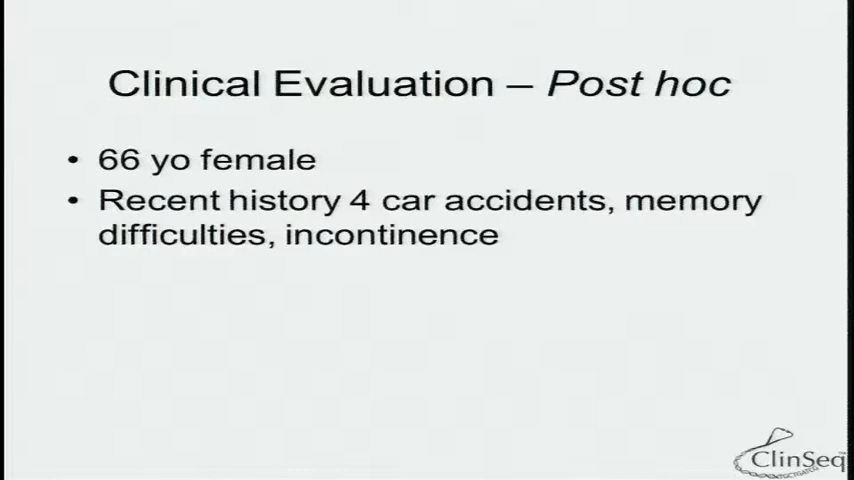 Clinical Evaluation – Post hoc
• 66 yo female
• Recent history 4 car accidents, memory
difficulties, incontinence
ClinSeq